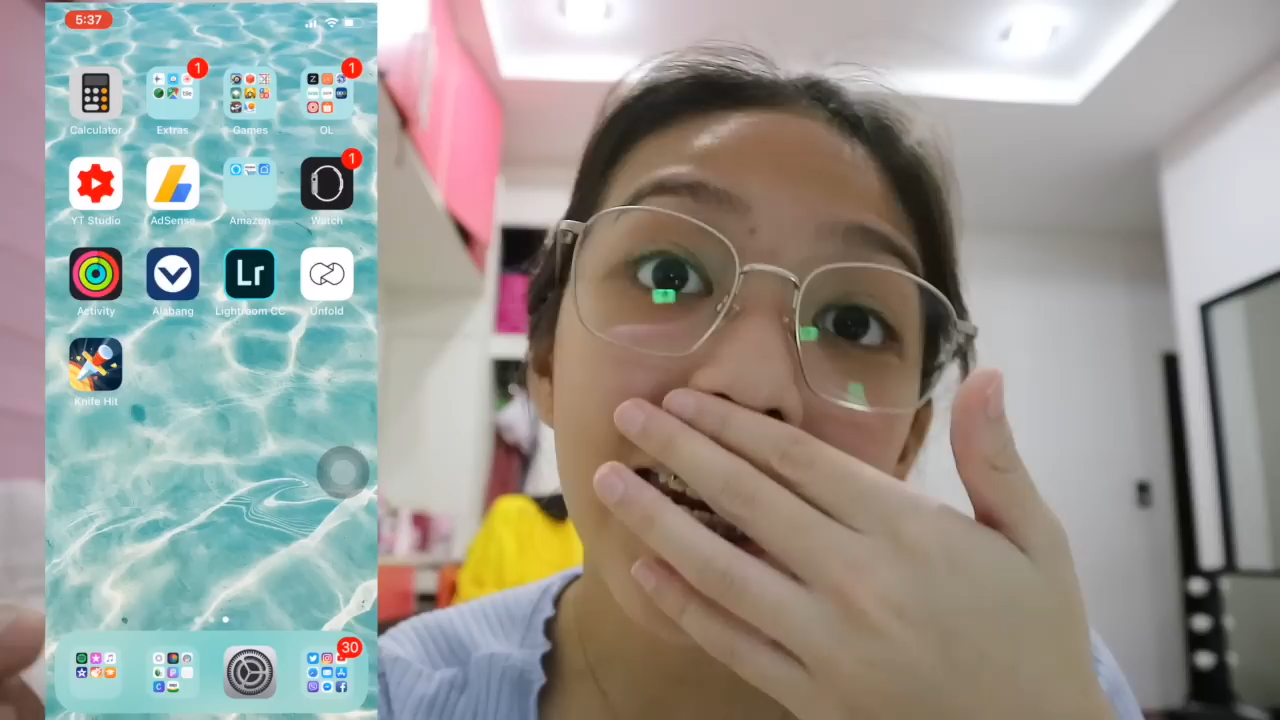 5:37
1
1
Calculator
Extras
Games
OL
1
YT Studio
AdSense
Amazon
Watch
Lr
Activity
Alabang
Lightroom CC
Unfold
Knife Hit
30